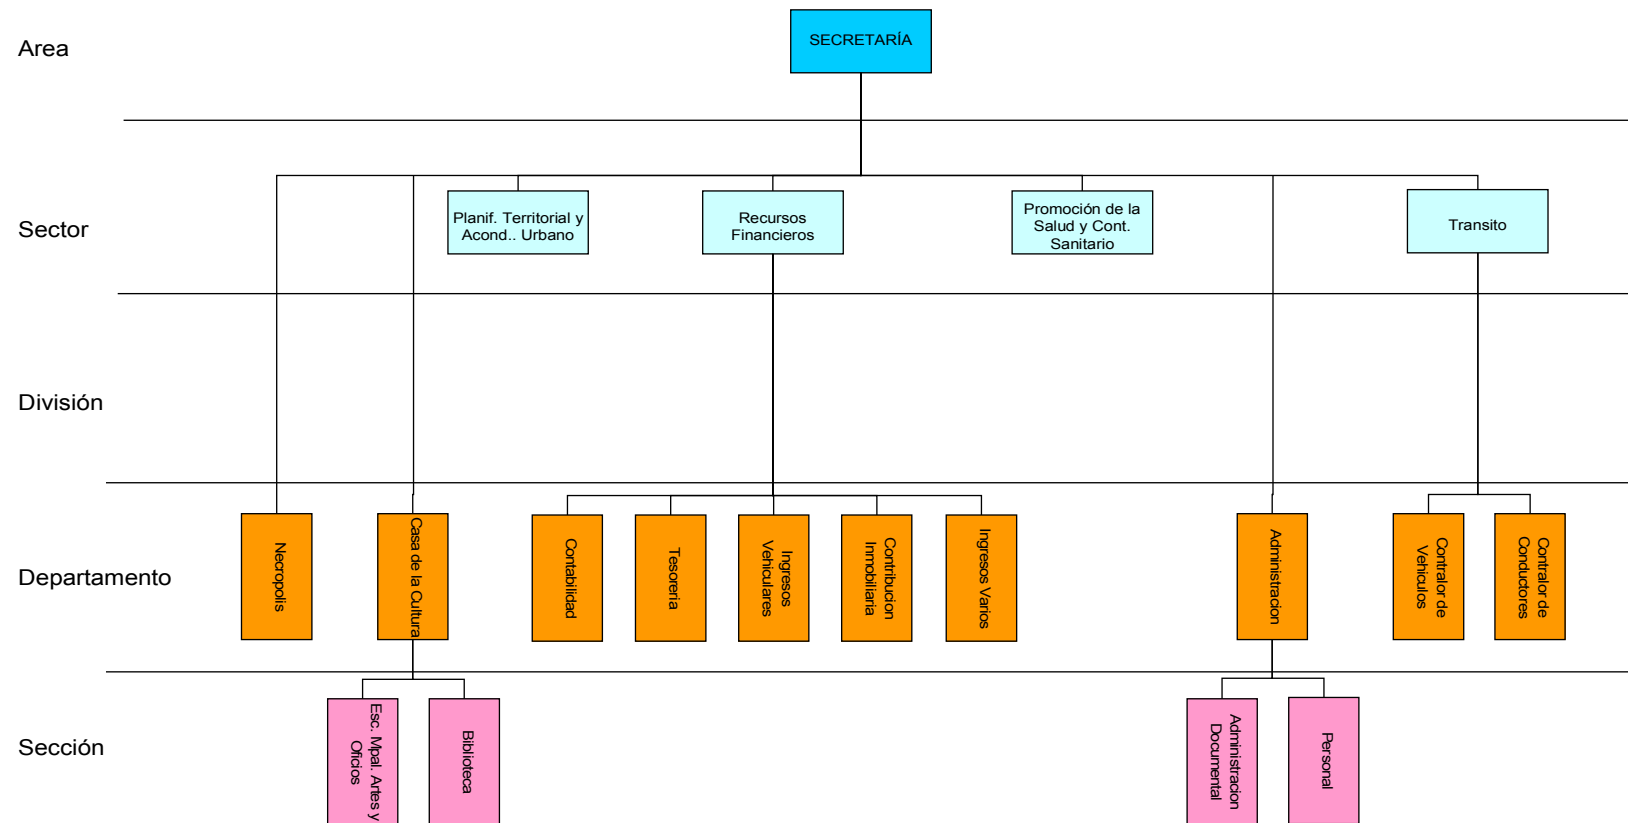 Area
SECRETARÍA
Sector
Planif. Territorial y
Acond.. Urbano
Recursos
Financieros
Promoción de la
Salud y Cont.
Sanitario
Transito
División
Departamento
Necropolis
Casa de la Cultura
Contabilidad
Tesoreria
Ingresos
Vehiculares
Contribucion
Inmobiliaria
Ingresos Varios
Administracion
Contralor de
Vehiculos
Contralor de
Conductores
Sección
Esc. Mpal. Artes y
Oficios
Biblioteca
Administracion
Documental
Personal